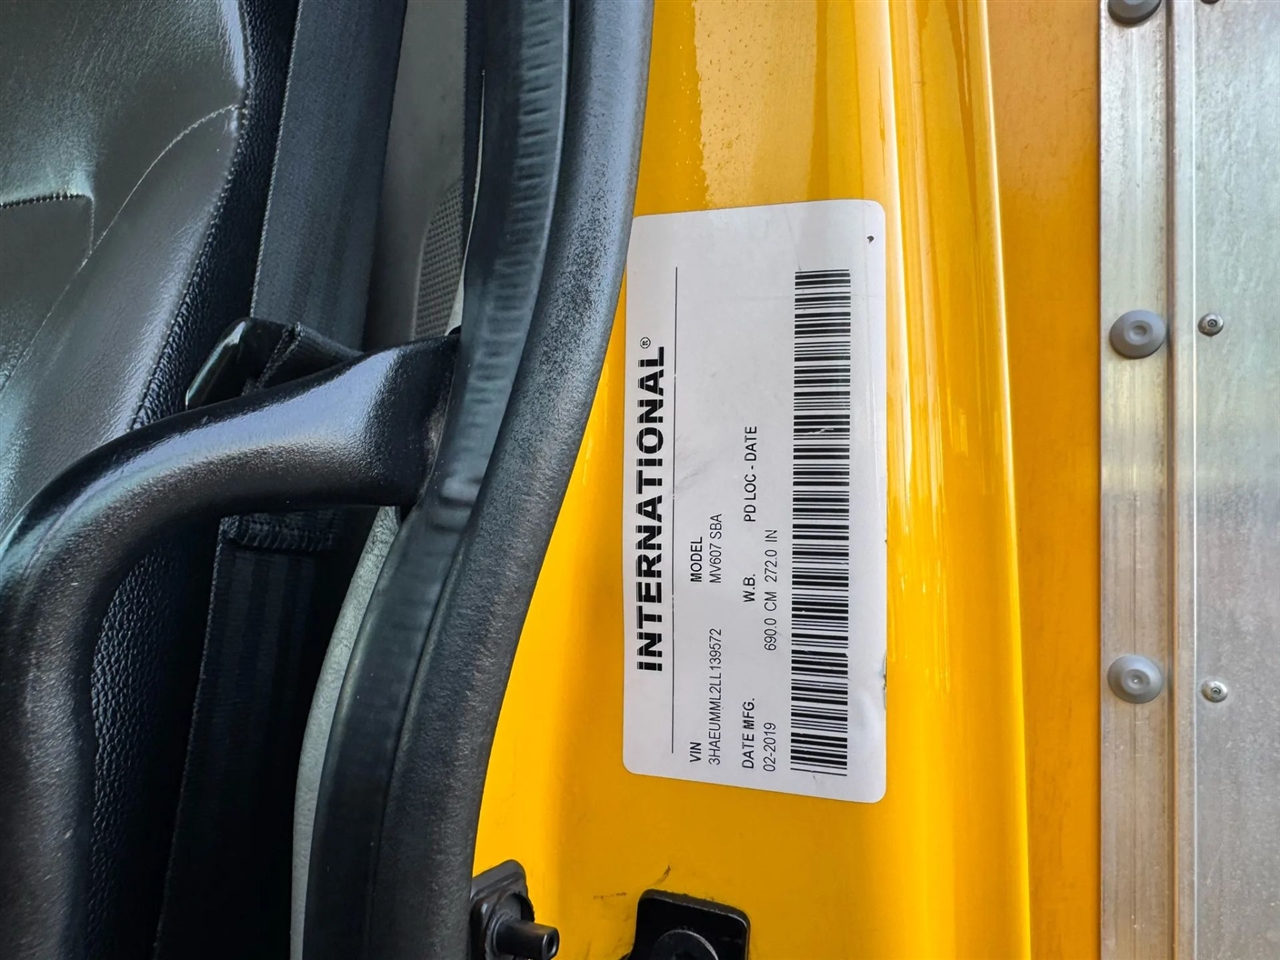 INTERNATIONAL®
VIN MODEL
3HAEUMML2LL139572 MV607 SBA
DATE MFG. W.B. PD LOC - DATE
02-2019 690.0 CM 272.0 IN